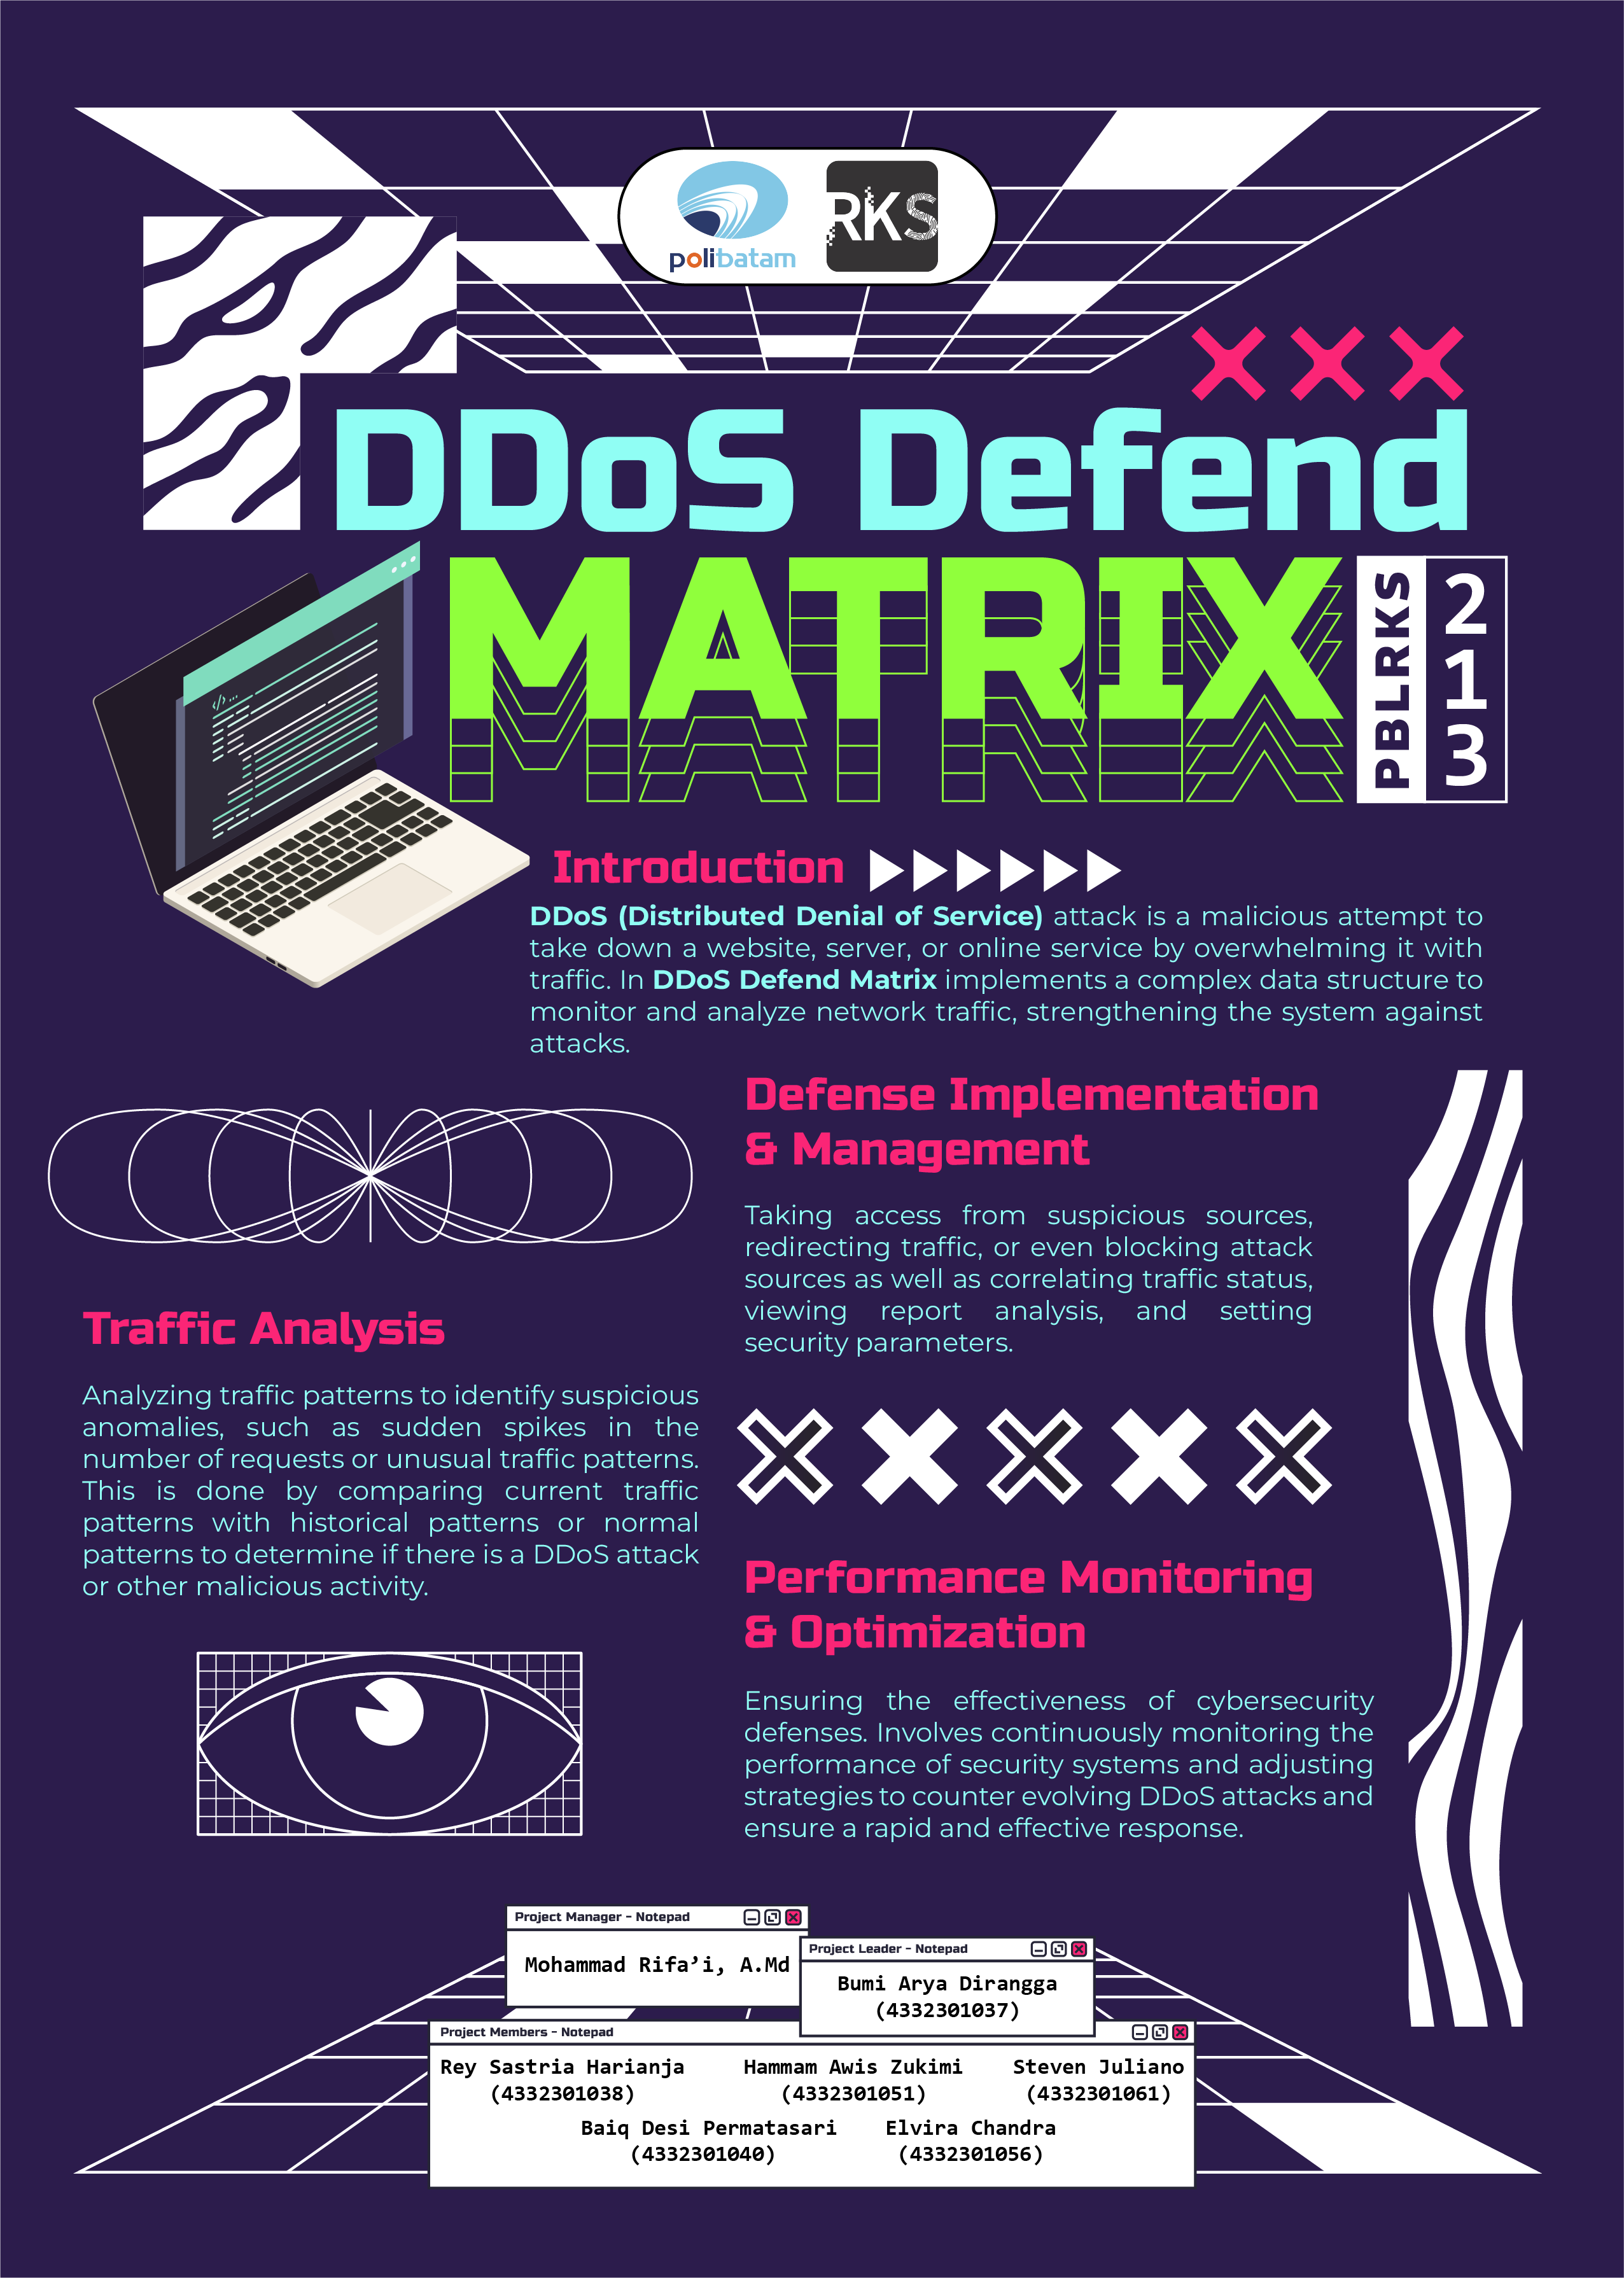 polibatam
RKS
DDoS Defend
MATRIX
PBLRKS
213
Introduction
DDoS (Distributed Denial of Service) attack is a malicious attempt to
take down a website, server, or online service by overwhelming it with
traffic. In DDoS Defend Matrix implements a complex data structure to
monitor and analyze network traffic, strengthening the system against
attacks.
Defense Implementation
& Management
Taking access from suspicious sources,
redirecting traffic, or even blocking attack
sources as well as correlating traffic status,
viewing report analysis, and setting
security parameters.
Traffic Analysis
Analyzing traffic patterns to identify suspicious
anomalies, such as sudden spikes in the
number of requests or unusual traffic patterns.
This is done by comparing current traffic
patterns with historical patterns or normal
patterns to determine if there is a DDoS attack
or other malicious activity.
Performance Monitoring
& Optimization
Ensuring the effectiveness of cybersecurity
defenses. Involves continuously monitoring the
performance of security systems and adjusting
strategies to counter evolving DDoS attacks and
ensure a rapid and effective response.
Project Manager - Notepad
Mohammad Rifa’i, A.Md
Project Leader - Notepad
Bumi Arya Dirangga
(4332301037)
Project Members - Notepad
Rey Sastria Harianja Hammam Awis Zukimi Steven Juliano
(4332301038) (4332301051) (4332301061)
Baiq Desi Permatasari Elvira Chandra
(4332301040) (4332301056)